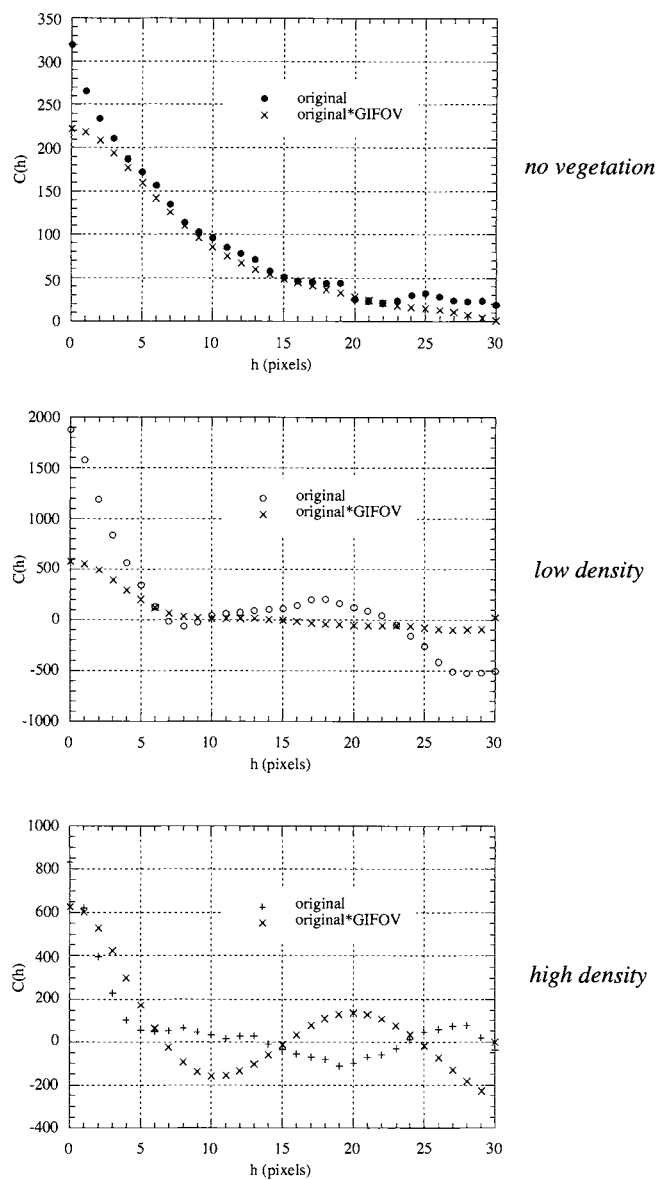 350
300
250
200
150
100
50
0
C(h)
original
original*GIFOV
0 5 10 15 20 25 30
h (pixels)
no vegetation
2000
1500
1000
500
0
-500
-1000
C(h)
original
original*GIFOV
0 5 10 15 20 25 30
h (pixels)
low density
1000
800
600
400
200
0
-200
-400
C(h)
original
original*GIFOV
0 5 10 15 20 25 30
h (pixels)
high density